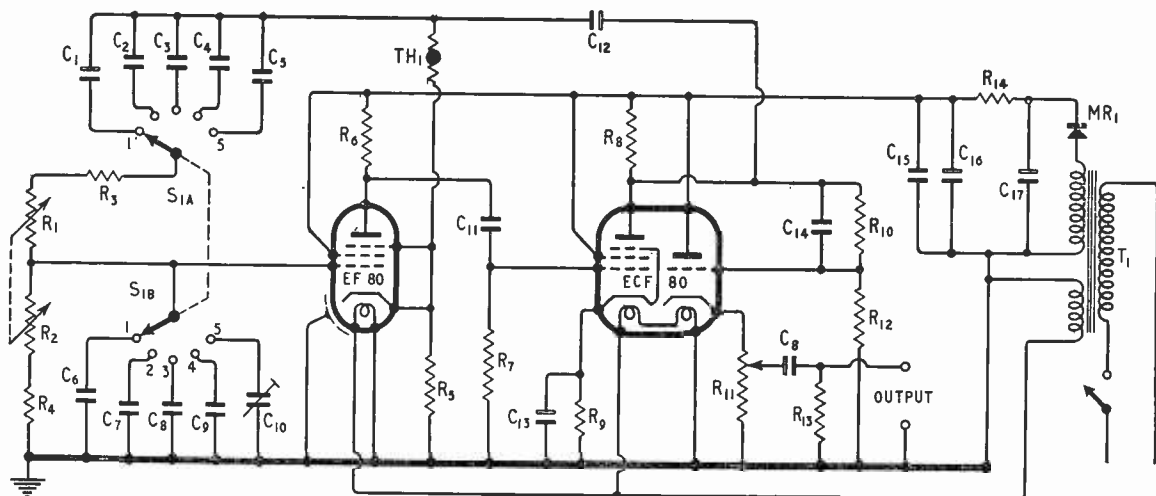 C1
C2
C3
C4
C5
C12
TH1
1
5
R3
S1A
R1
R2
R4
S1B
1
2
3
4
5
C6
C7
C8
C9
C10
R6
EF 80
C11
R7
R5
R8
ECF 80
C13
R9
C14
R10
R12
R11
C8
R13
OUTPUT
C15
C16
R14
C17
MR1
T1